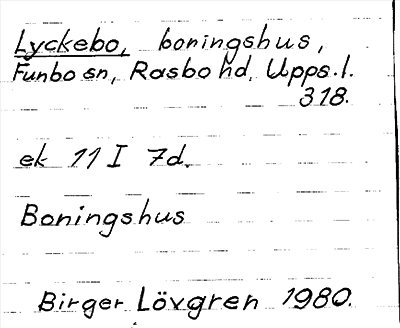 Lyckebo, boningshus,
Funbo sn, Rasbo hd, Upps.l.
318.
ek 11 I 7d.
Boningshus
Birger Lövgren 1980.